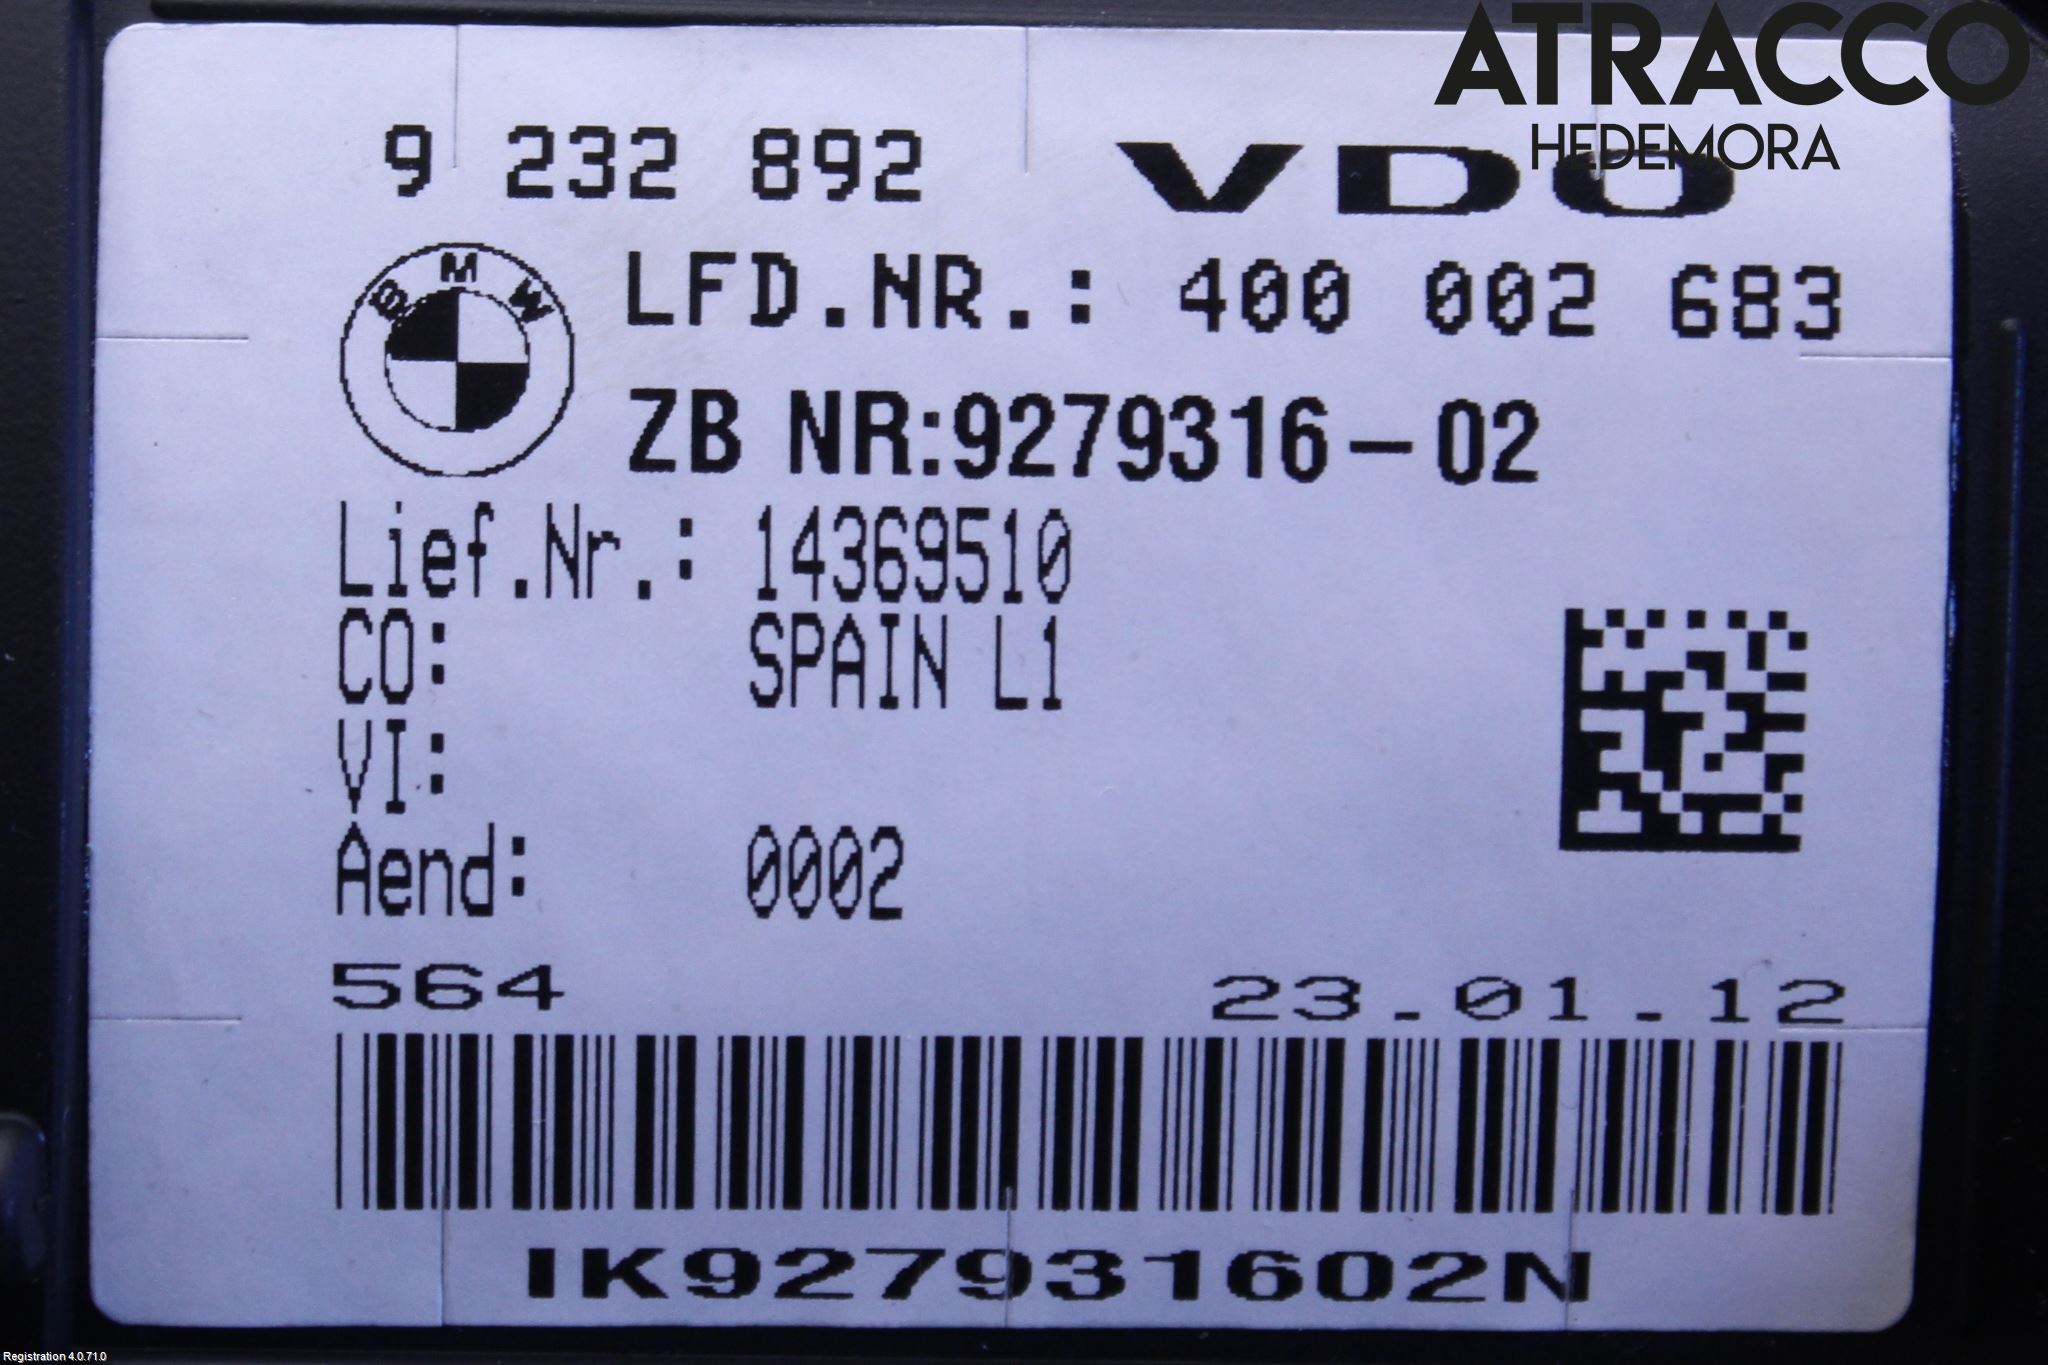 ATRACCO
HEDEMORA
9 232 892 VDO
BMW
LFD.NR.: 400 002 683
ZB NR:9279316-02
Lief.Nr.: 14369510
CO: SPAIN L1
VI:
Aend: 0002
564 23.01.12
IK927931602N
Registration 4.0.71.0